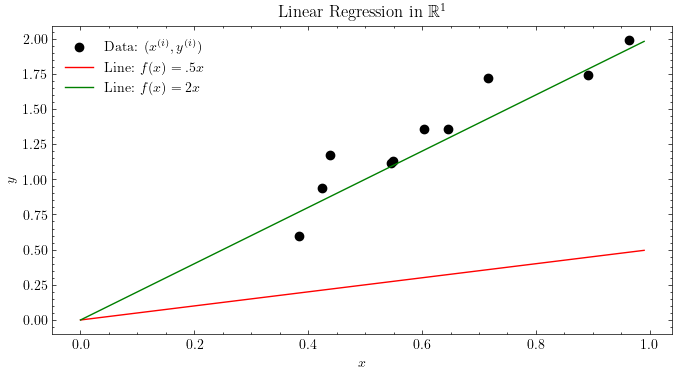 Linear Regression in ℝ¹
Data: (x⁽ⁱ⁾, y⁽ⁱ⁾)
Line: f(x) = .5x
Line: f(x) = 2x
2.00
1.75
1.50
1.25
1.00
0.75
0.50
0.25
0.00
y
0.0 0.2 0.4 0.6 0.8 1.0
x